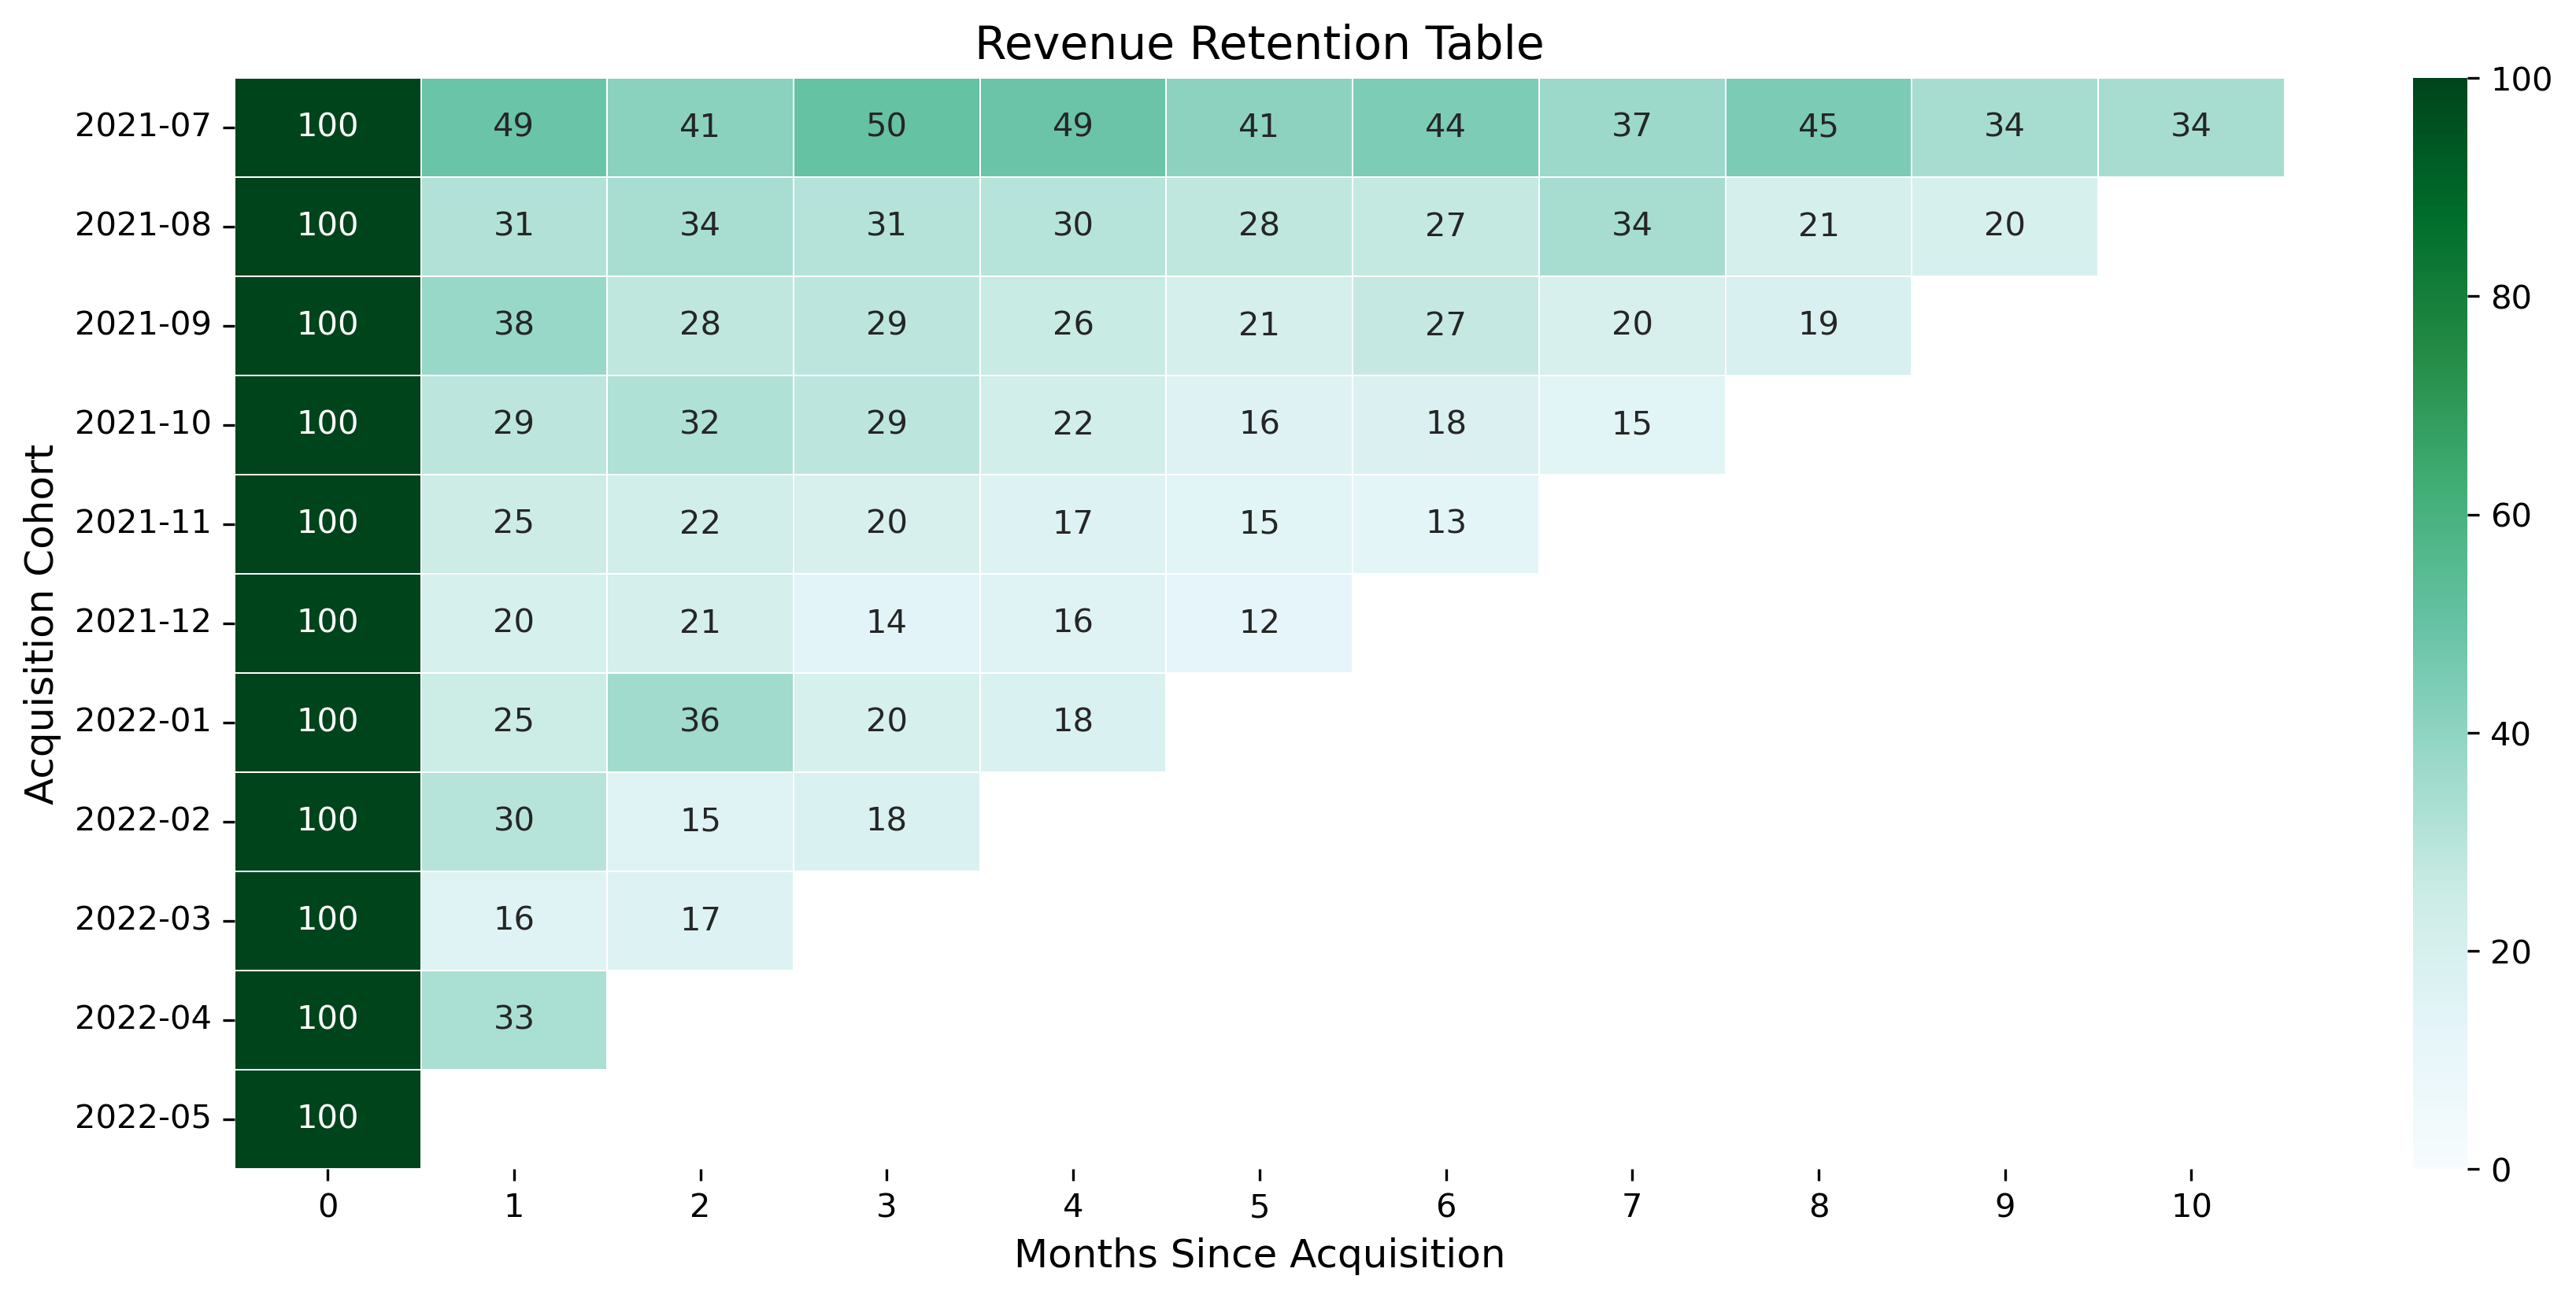 Revenue Retention Table
Acquisition Cohort
2021-07 100 49 41 50 49 41 44 37 45 34 34
2021-08 100 31 34 31 30 28 27 34 21 20
2021-09 100 38 28 29 26 21 27 20 19
2021-10 100 29 32 29 22 16 18 15
2021-11 100 25 22 20 17 15 13
2021-12 100 20 21 14 16 12
2022-01 100 25 36 20 18
2022-02 100 30 15 18
2022-03 100 16 17
2022-04 100 33
2022-05 100
0 1 2 3 4 5 6 7 8 9 10
Months Since Acquisition
100
80
60
40
20
0